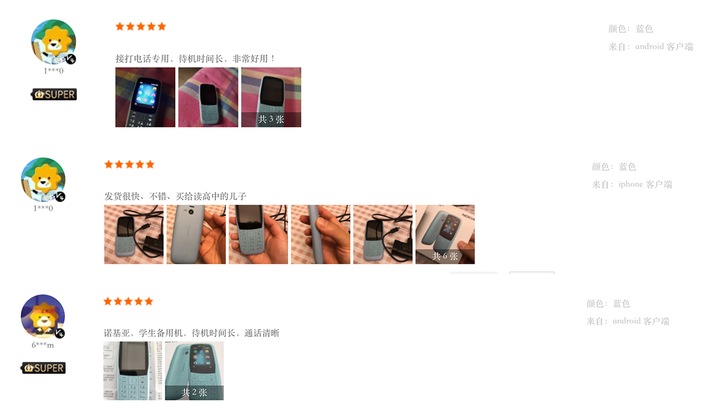 颜色: 蓝色
接打电话专用、待机时间长、非常好用！
来自: android 客户端
1***0
SUPER
共 3 张
颜色: 蓝色
来自: iphone 客户端
发货很快、不错、买给读高中的儿子
1***0
共 6 张
颜色: 蓝色
来自: android 客户端
诺基亚、学生备用机、待机时间长、通话清晰
6***m
SUPER
共 2 张